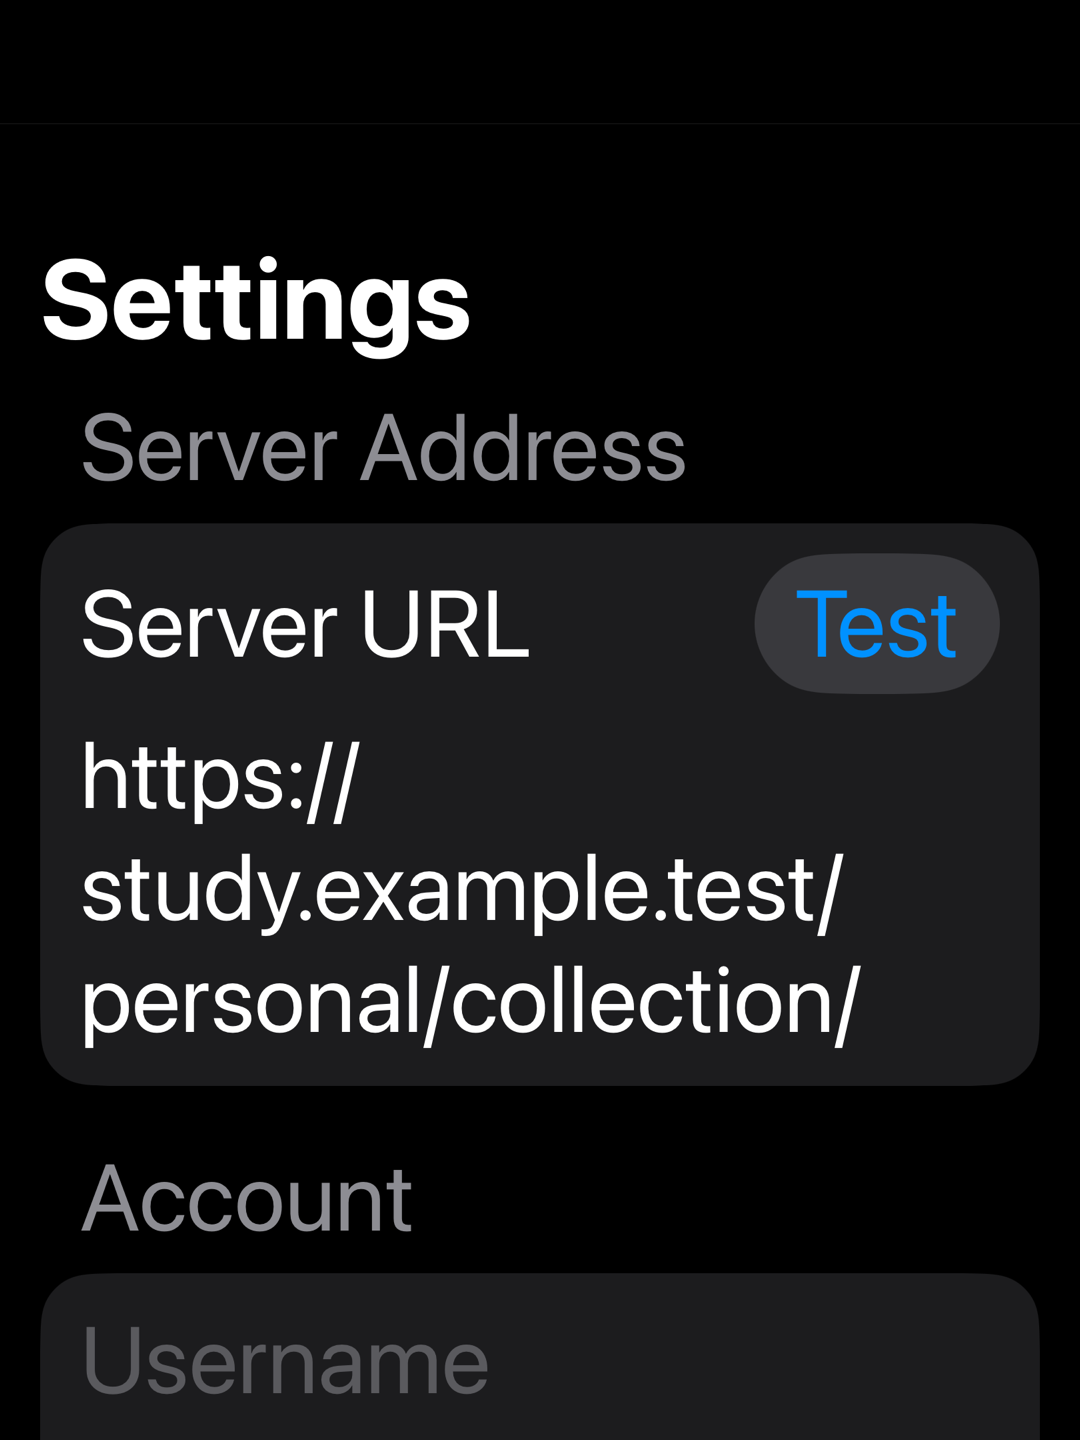 Settings
Server Address
Server URL Test
https://
study.example.test/
personal/collection/
Account
Username